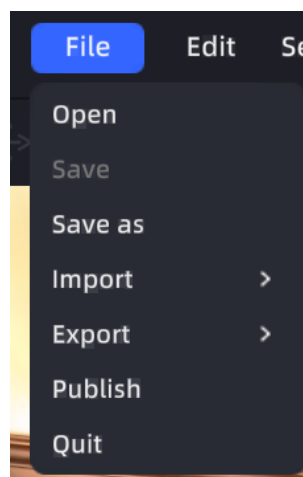 File Edit
Open
Save
Save as
Import
Export
Publish
Quit